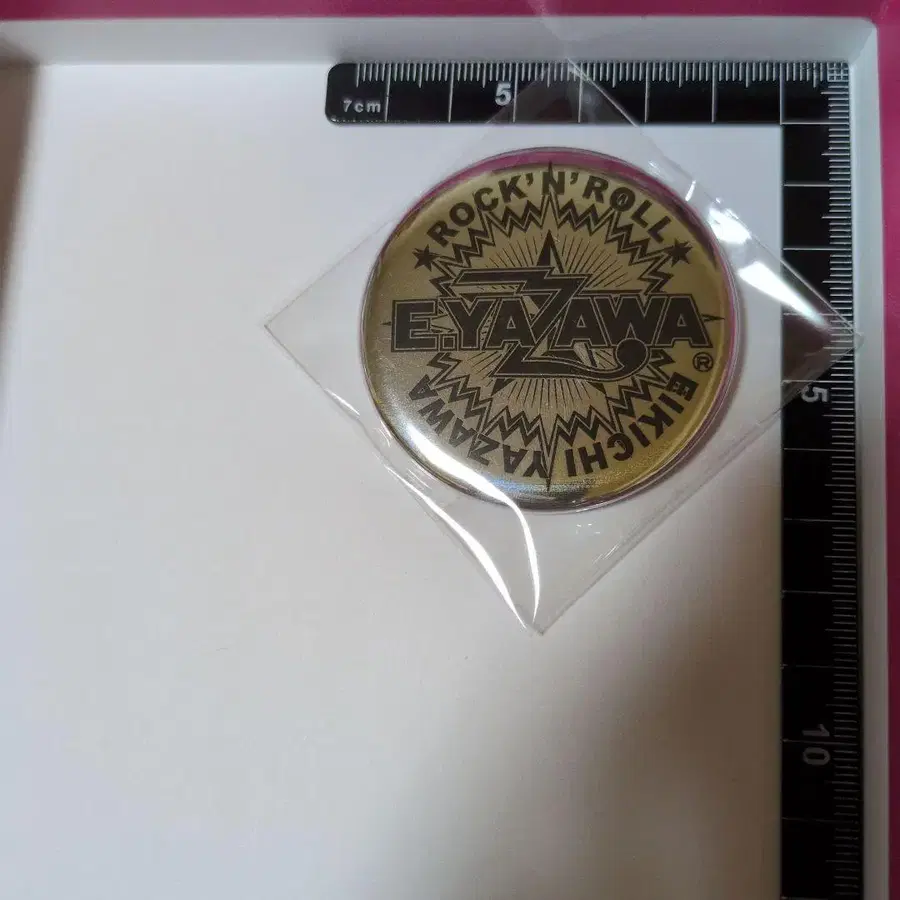 7cm
5
ROCK'N'ROLL
E.YAZAWA
®
EIKICHI YAZAWA
5
10